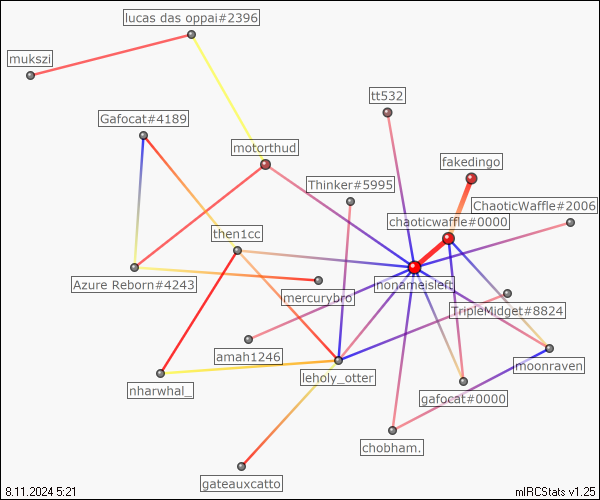 lucas das oppai#2396
mukszi
tt532
Gafocat#4189
motorthud
fakedingo
Thinker#5995
ChaoticWaffle#2006
chaoticwaffle#0000
then1cc
Azure Reborn#4243
nonameisleft
mercurybro
TripleMidget#8824
amah1246
moonraven
leholy_otter
nharwhal_
gafocat#0000
chobham.
gateauxcatto
8.11.2024 5:21
mIRCStats v1.25